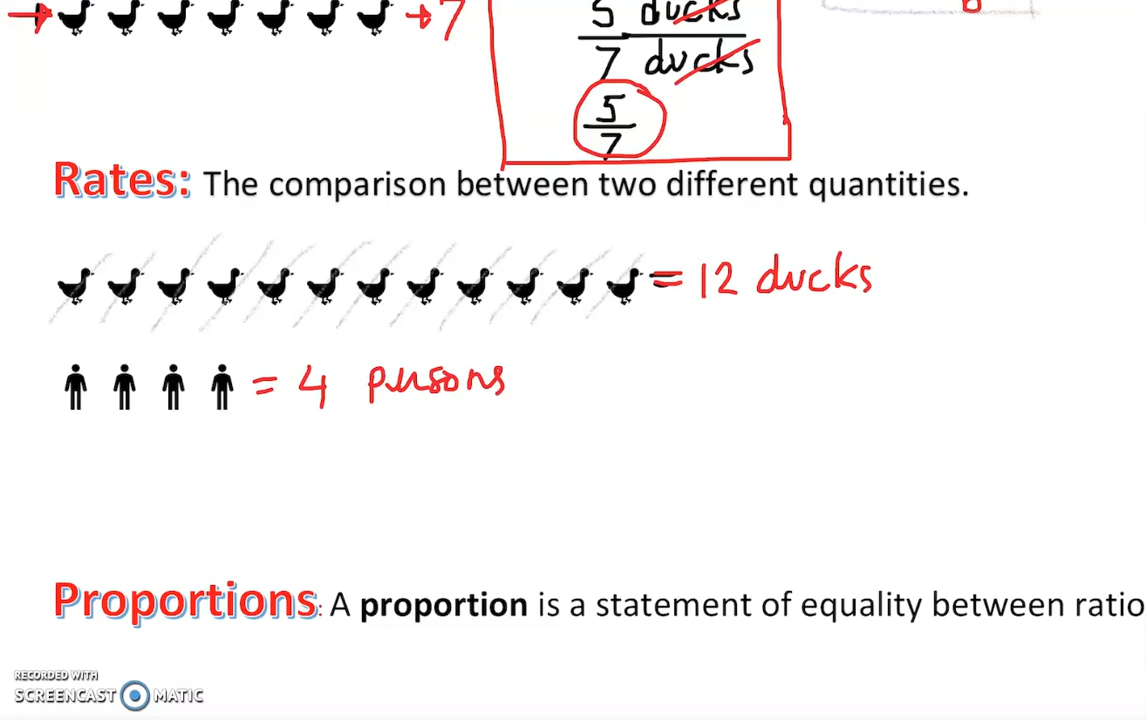 → → 7
5 ducks
7 ducks
5
7
Rates: The comparison between two different quantities.
= 12 ducks
= 4 persons
Proportions: A proportion is a statement of equality between ratio
RECORDED WITH
SCREENCAST MATIC